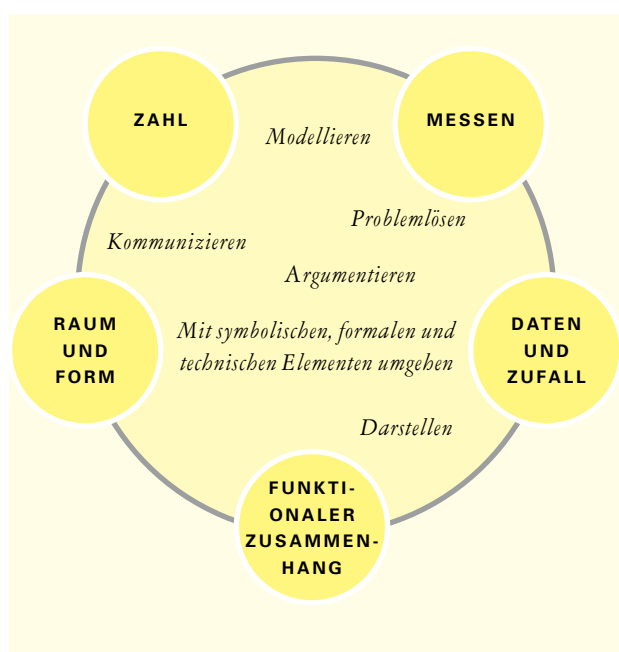 ZAHL
MESSEN
Modellieren
Problemlösen
Kommunizieren
Argumentieren
RAUM
UND
FORM
Mit symbolischen, formalen und
technischen Elementen umgehen
DATEN
UND
ZUFALL
Darstellen
FUNKTI-
ONALER
ZUSAMMEN-
HANG